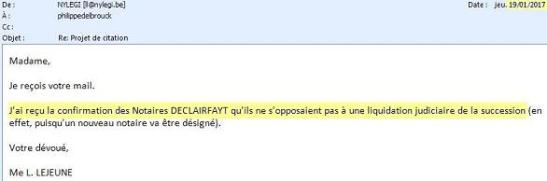 De : NYLEGI [ll@nylegi.be] Date : jeu. 19/01/2017
À : philippedebrouck
Cc :
Objet : Re: Projet de citation
Madame,
Je reçois votre mail.
J'ai reçu la confirmation des Notaires DECLAIRFAYT qu'ils ne s'opposaient pas à une liquidation judiciaire de la succession (en
effet, puisqu'un nouveau notaire va être désigné).
Votre dévoué,
Me L. LEJEUNE